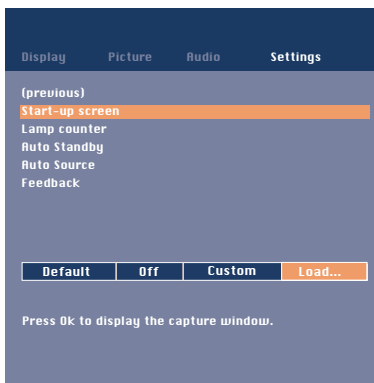 Display Picture Audio Settings
(previous)
Start-up screen
Lamp counter
Auto Standby
Auto Source
Feedback
Default Off Custom Load...
Press Ok to display the capture window.